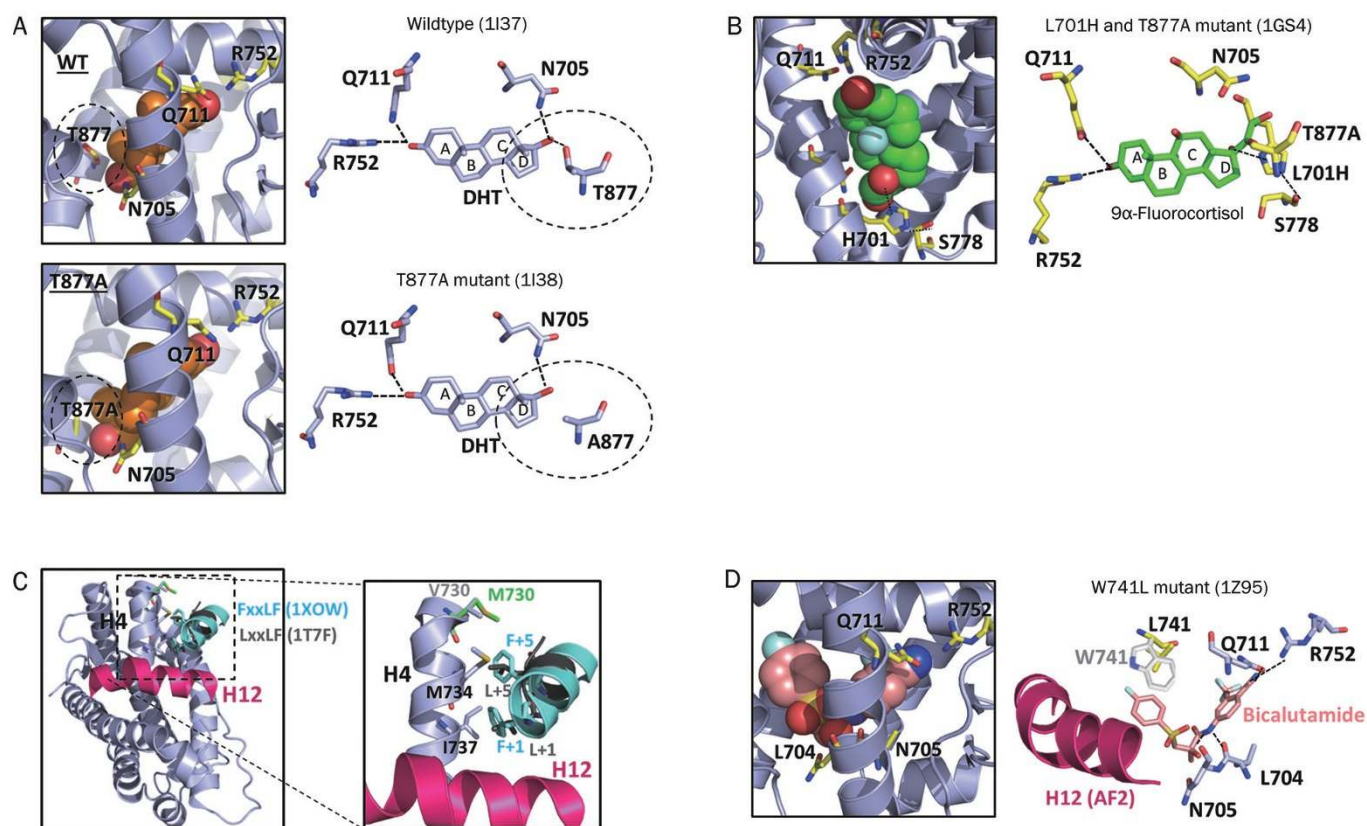 A
WT
R752
Q711
T877
N705
Wildtype (1I37)
Q711
N705
R752
A
B
C
D
DHT
T877
T877A
R752
Q711
T877A
N705
T877A mutant (1I38)
Q711
N705
R752
A
B
C
D
DHT
A877
B
Q711
R752
H701
S778
L701H and T877A mutant (1GS4)
Q711
N705
T877A
L701H
A
B
C
D
9α-Fluorocortisol
S778
R752
C
H4
FxxLF (1XOW)
LxxLF (1T7F)
H12
V730
M730
H4
F+5
M734
L+5
I737
F+1
L+1
H12
D
Q711
R752
L704
N705
W741L mutant (1Z95)
L741
W741
Q711
R752
Bicalutamide
L704
N705
H12 (AF2)